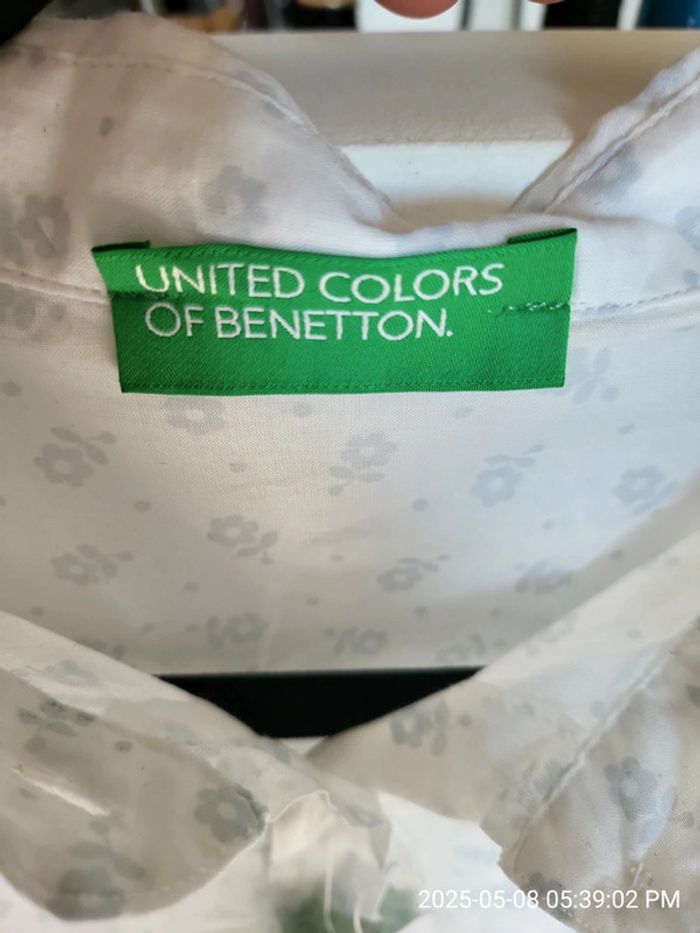 UNITED COLORS
OF BENETTON.
2025-05-08 05:39:02 PM